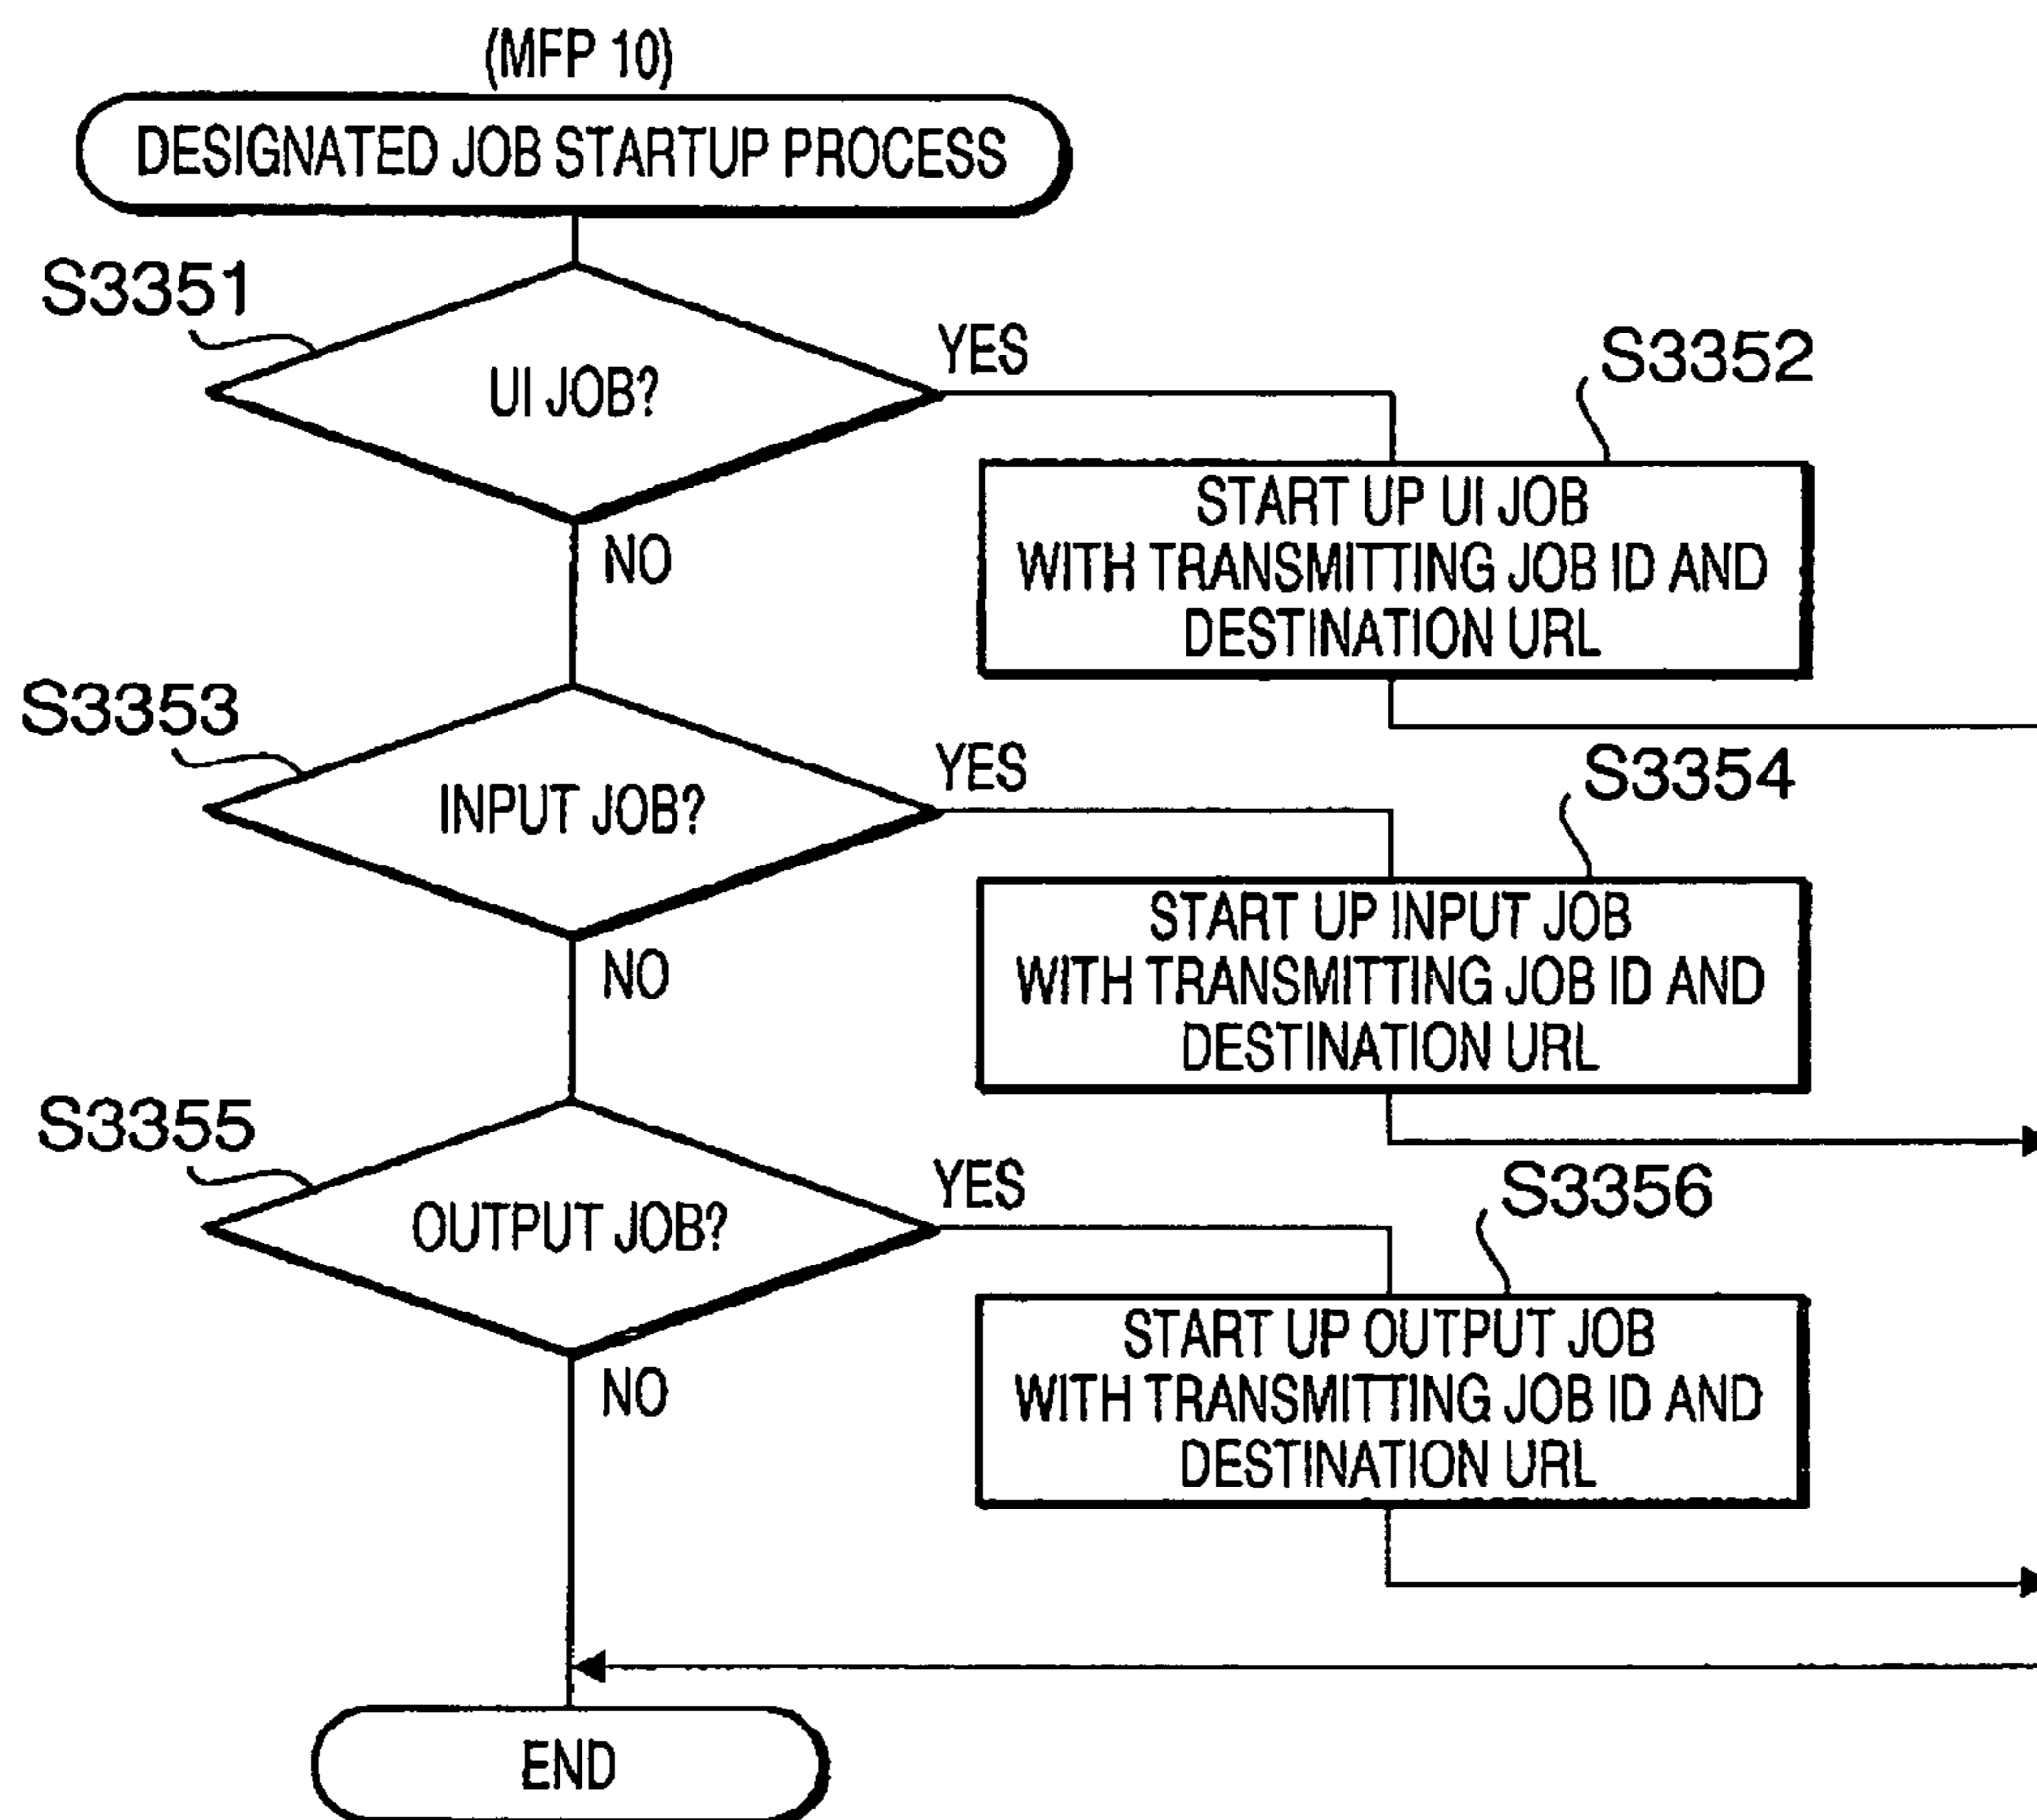 (MFP 10)
DESIGNATED JOB STARTUP PROCESS
S3351
UI JOB?
YES
NO
S3352
START UP UI JOB
WITH TRANSMITTING JOB ID AND
DESTINATION URL
S3353
INPUT JOB?
YES
NO
S3354
START UP INPUT JOB
WITH TRANSMITTING JOB ID AND
DESTINATION URL
S3355
OUTPUT JOB?
YES
NO
S3356
START UP OUTPUT JOB
WITH TRANSMITTING JOB ID AND
DESTINATION URL
END